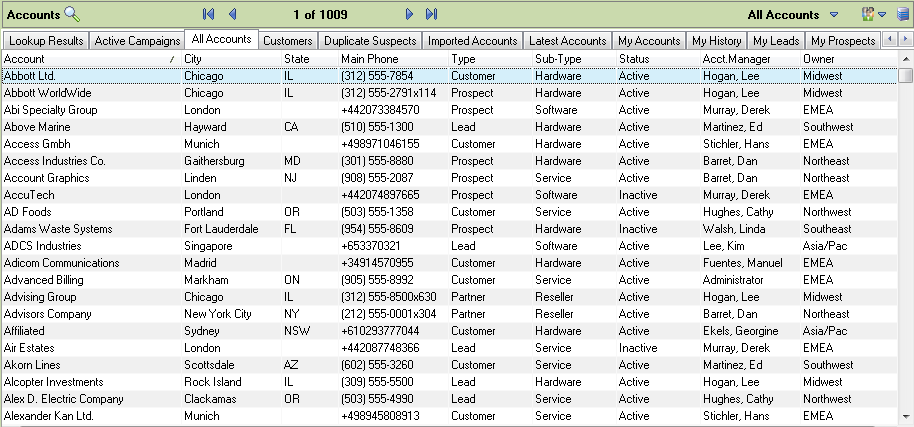 Accounts 1 of 1009 All Accounts
Lookup Results Active Campaigns All Accounts Customers Duplicate Suspects Imported Accounts Latest Accounts My Accounts My History My Leads My Prospects
Account / City State Main Phone Type Sub-Type Status Acct.Manager Owner
Abbott Ltd. Chicago IL (312) 555-7854 Customer Hardware Active Hogan, Lee Midwest
Abbott WorldWide Chicago IL (312) 555-2791x114 Prospect Hardware Active Hogan, Lee Midwest
Abi Specialty Group London +442073384570 Prospect Software Active Murray, Derek EMEA
Above Marine Hayward CA (510) 555-1300 Lead Hardware Active Martinez, Ed Southwest
Access Gmbh Munich +498971046155 Customer Hardware Active Stichler, Hans EMEA
Access Industries Co. Gaithersburg MD (301) 555-8880 Prospect Hardware Active Barret, Dan Northeast
Account Graphics Linden NJ (908) 555-2087 Prospect Service Active Barret, Dan Northeast
AccuTech London +442074897665 Prospect Software Inactive Murray, Derek EMEA
AD Foods Portland OR (503) 555-1358 Customer Service Active Hughes, Cathy Northwest
Adams Waste Systems Fort Lauderdale FL (954) 555-8609 Prospect Hardware Inactive Walsh, Linda Southeast
ADCS Industries Singapore +653370321 Lead Software Active Lee, Kim Asia/Pac
Adicom Communications Madrid +34914570955 Customer Hardware Active Fuentes, Manuel EMEA
Advanced Billing Markham ON (905) 555-8992 Customer Service Active Administrator EMEA
Advising Group Chicago IL (312) 555-8500x630 Partner Reseller Active Hogan, Lee Midwest
Advisors Company New York City NY (212) 555-0001x304 Partner Reseller Active Barret, Dan Northeast
Affiliated Sydney NSW +610293777044 Customer Hardware Active Ekels, Georgine Asia/Pac
Air Estates London +442087748366 Lead Service Inactive Murray, Derek EMEA
Akorn Lines Scottsdale AZ (602) 555-3260 Customer Service Active Martinez, Ed Southwest
Alcopter Investments Rock Island IL (309) 555-5500 Lead Hardware Active Hogan, Lee Midwest
Alex D. Electric Company Clackamas OR (503) 555-4990 Lead Service Active Hughes, Cathy Northwest
Alexander Kan Ltd. Munich +498945808913 Customer Service Active Stichler, Hans EMEA